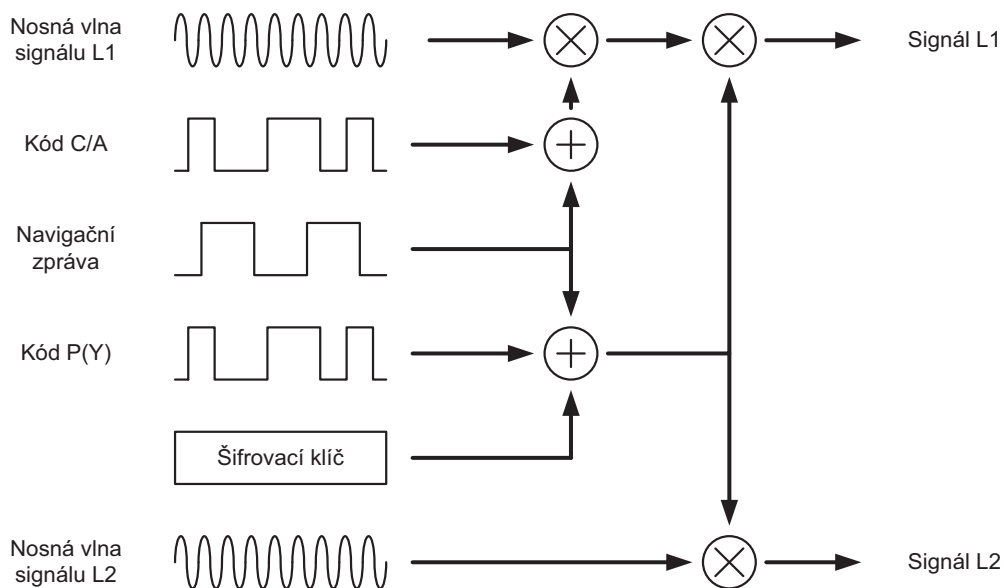 Nosná vlna
signálu L1
Signál L1
Kód C/A
Navigační
zpráva
Kód P(Y)
Šifrovací klíč
Nosná vlna
signálu L2
Signál L2